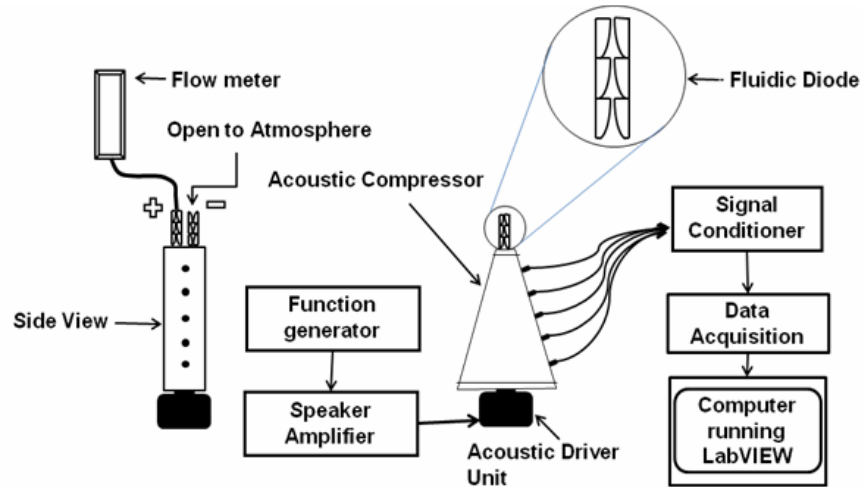 Flow meter
Open to Atmosphere
+
−
Side View
Function
generator
Speaker
Amplifier
Acoustic Compressor
Fluidic Diode
Signal
Conditioner
Data
Acquisition
Computer
running
LabVIEW
Acoustic Driver
Unit